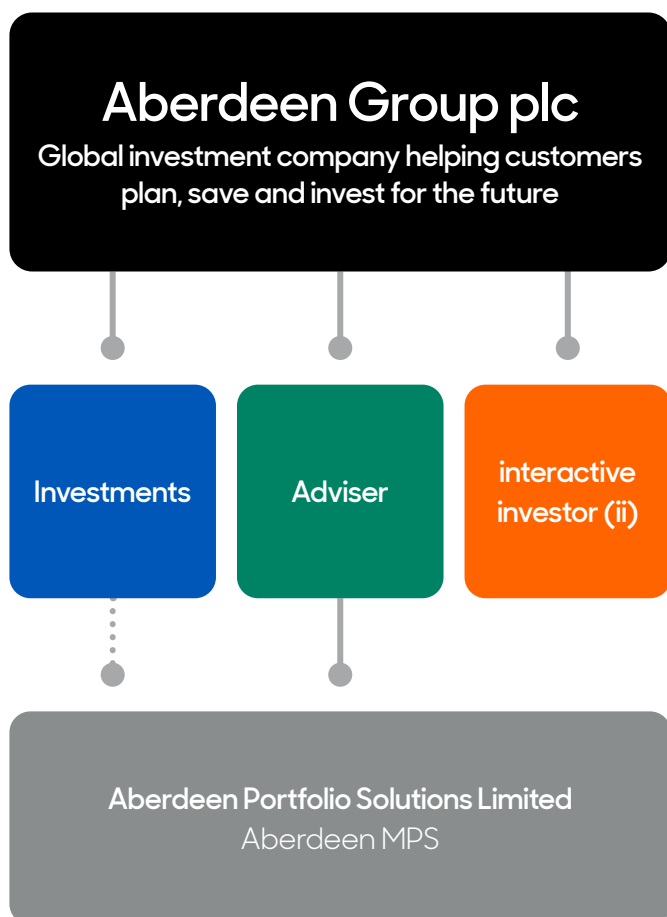 Aberdeen Group plc
Global investment company helping customers
plan, save and invest for the future
Investments
Adviser
interactive
investor (ii)
Aberdeen Portfolio Solutions Limited
Aberdeen MPS